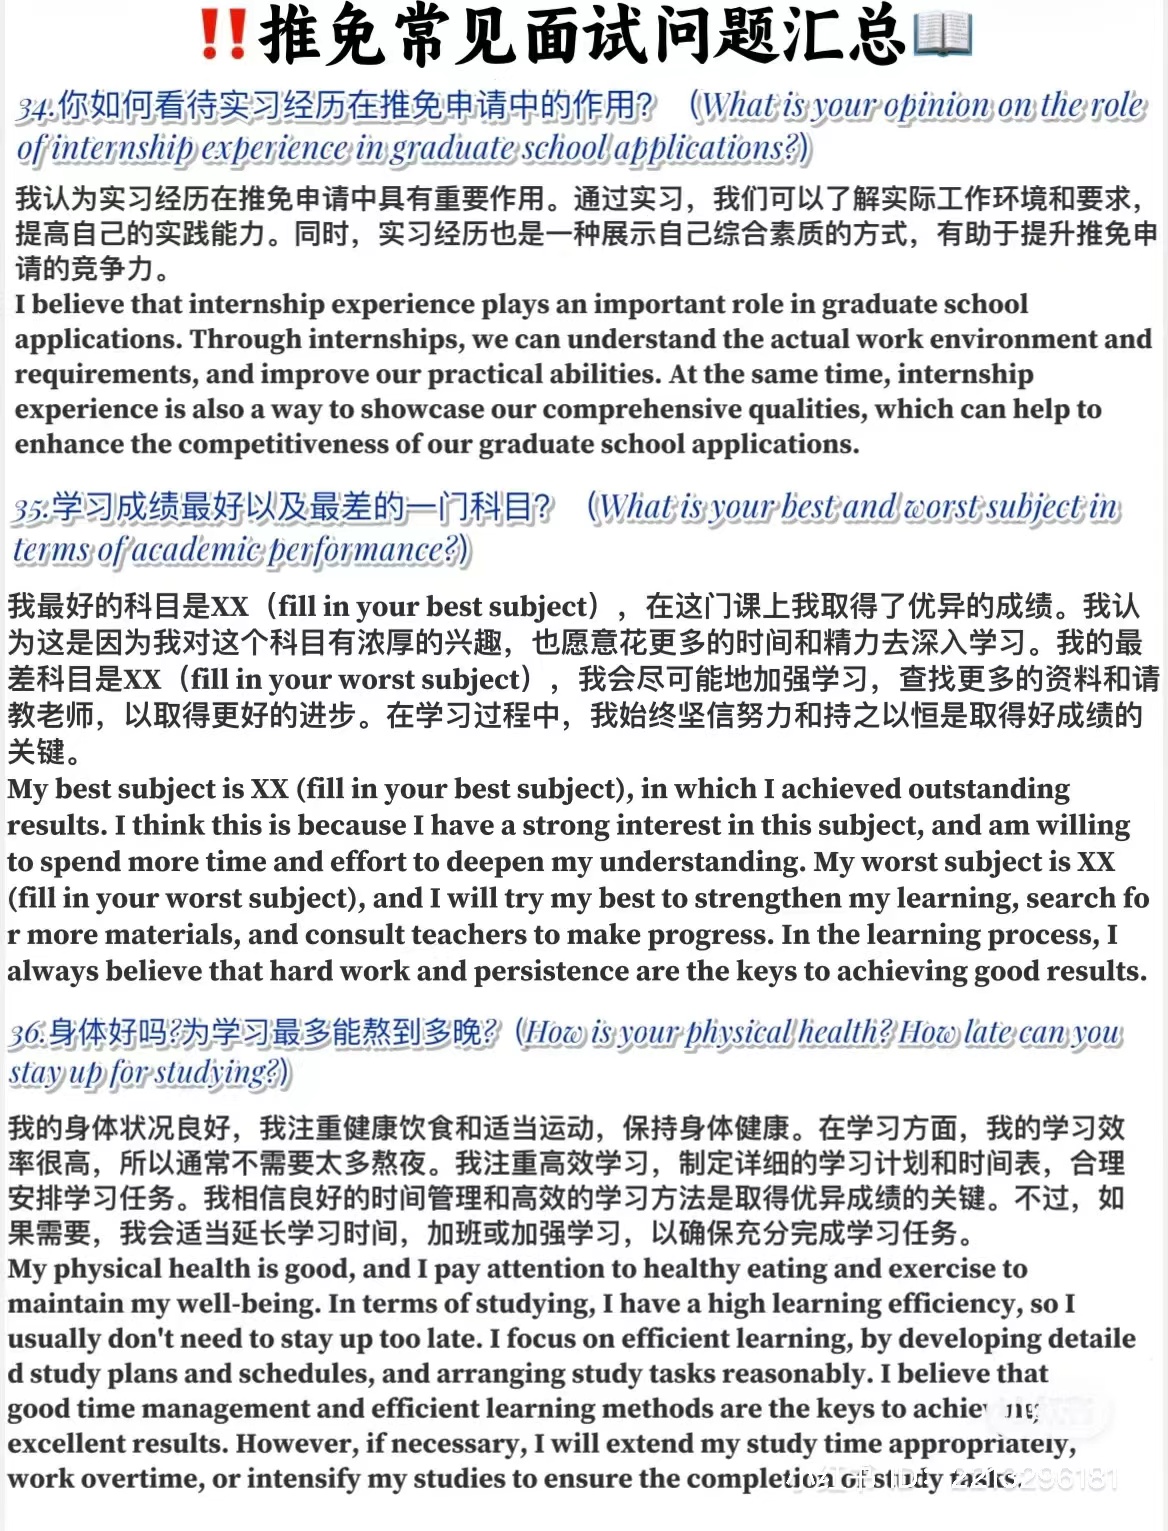 ‼️推免常见面试问题汇总📖
34.你如何看待实习经历在推免申请中的作用？（What is your opinion on the role
of internship experience in graduate school applications?)
我认为实习经历在推免申请中具有重要作用。通过实习，我们可以了解实际工作环境和要求，
提高自己的实践能力。同时，实习经历也是一种展示自己综合素质的方式，有助于提升推免申
请的竞争力。
I believe that internship experience plays an important role in graduate school
applications. Through internships, we can understand the actual work environment and
requirements, and improve our practical abilities. At the same time, internship
experience is also a way to showcase our comprehensive qualities, which can help to
enhance the competitiveness of our graduate school applications.
35.学习成绩最好以及最差的一门科目？（What is your best and worst subject in
terms of academic performance?)
我最好的科目是XX（fill in your best subject），在这门课上我取得了优异的成绩。我认
为这是因为我对这个科目有浓厚的兴趣，也愿意花更多的时间和精力去深入学习。我的最
差科目是XX（fill in your worst subject），我会尽可能地加强学习，查找更多的资料和请
教老师，以取得更好的进步。在学习过程中，我始终坚信努力和持之以恒是取得好成绩的
关键。
My best subject is XX (fill in your best subject), in which I achieved outstanding
results. I think this is because I have a strong interest in this subject, and am willing
to spend more time and effort to deepen my understanding. My worst subject is XX
(fill in your worst subject), and I will try my best to strengthen my learning, search fo
r more materials, and consult teachers to make progress. In the learning process, I
always believe that hard work and persistence are the keys to achieving good results.
36.身体好吗?为学习最多能熬到多晚?（How is your physical health? How late can you
stay up for studying?)
我的身体状况良好，我注重健康饮食和适当运动，保持身体健康。在学习方面，我的学习效
率很高，所以通常不需要太多熬夜。我注重高效学习，制定详细的学习计划和时间表，合理
安排学习任务。我相信良好的时间管理和高效的学习方法是取得优异成绩的关键。不过，如
果需要，我会适当延长学习时间，加班或加强学习，以确保充分完成学习任务。
My physical health is good, and I pay attention to healthy eating and exercise to
maintain my well-being. In terms of studying, I have a high learning efficiency, so I
usually don't need to stay up too late. I focus on efficient learning, by developing detaile
d study plans and schedules, and arranging study tasks reasonably. I believe that
good time management and efficient learning methods are the keys to achieving
excellent results. However, if necessary, I will extend my study time appropriately,
work overtime, or intensify my studies to ensure the completion of study tasks.